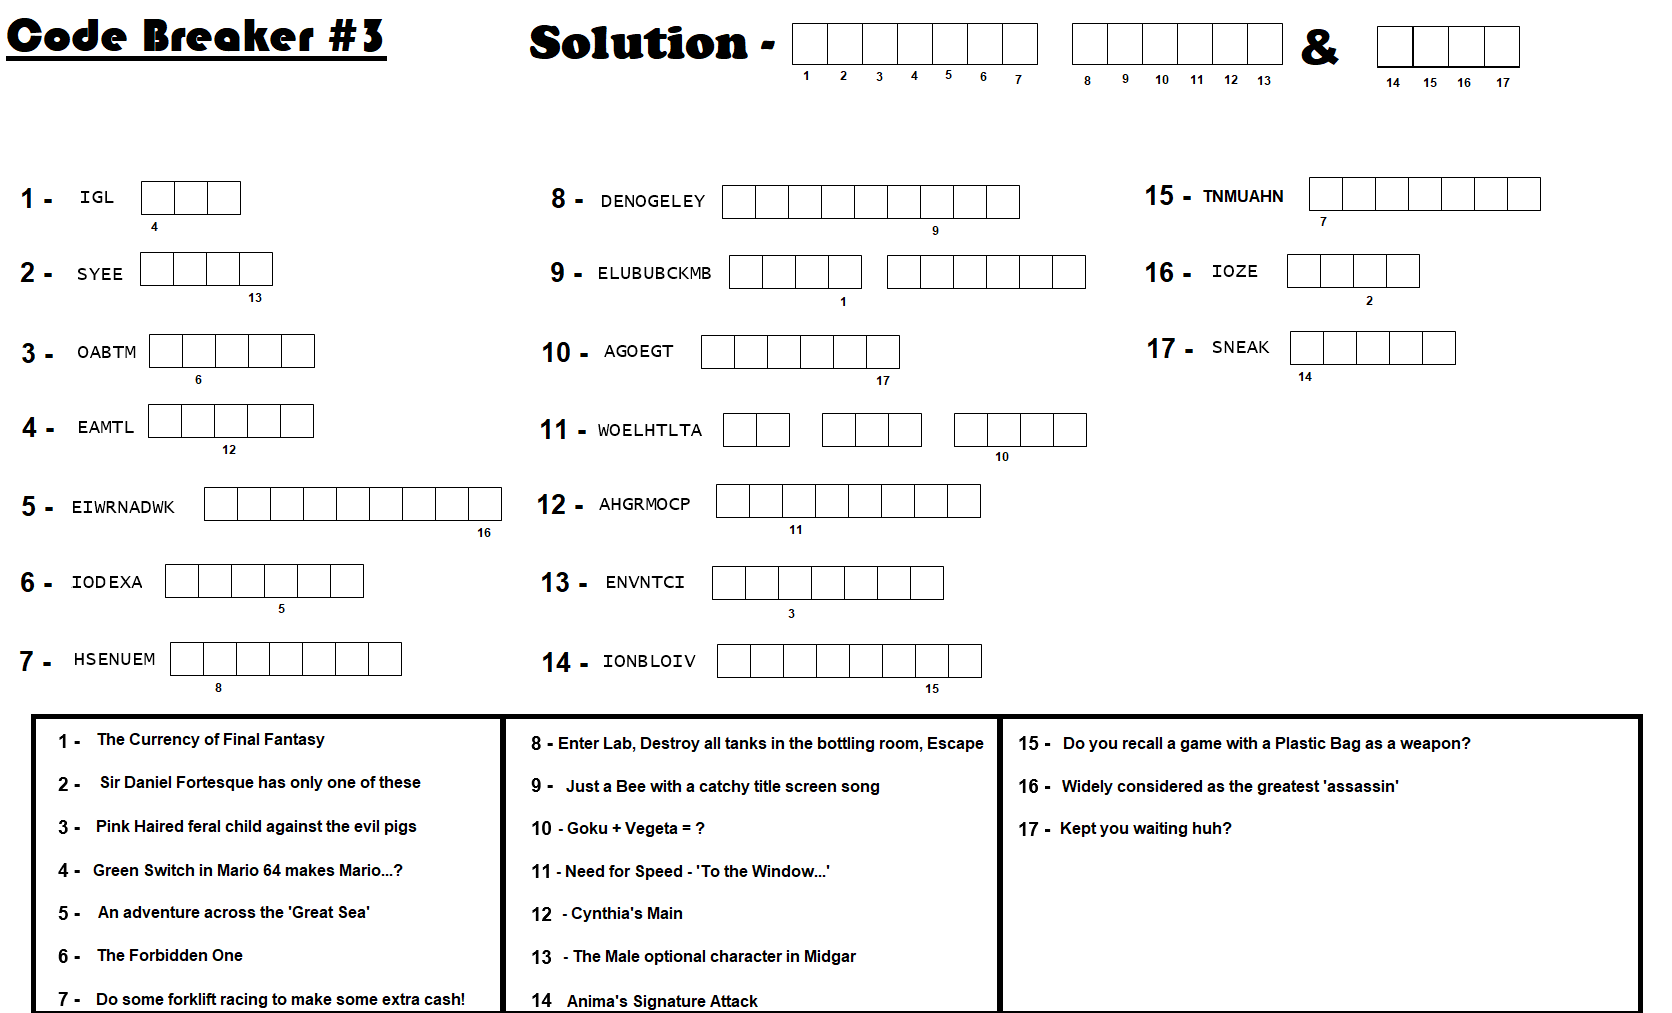 Code Breaker #3
Solution - &
1 2 3 4 5 6 7 8 9 10 11 12 13 14 15 16 17
1 - IGL
4
2 - SYEE
13
3 - OABTM
6
4 - EAMTL
12
5 - EIWRNADWK
16
6 - IODEXA
5
7 - HSENUEM
8
8 - DENOGELEY
9
9 - ELUBUBCKMB
1
10 - AGOEGT
17
11 - WOELHTLTA
10
12 - AHGRMOCP
11
13 - ENVNTCI
3
14 - IONBLOIV
15
15 - TNMUAHN
7
16 - IOZE
2
17 - SNEAK
14
1 - The Currency of Final Fantasy
2 - Sir Daniel Fortesque has only one of these
3 - Pink Haired feral child against the evil pigs
4 - Green Switch in Mario 64 makes Mario...?
5 - An adventure across the 'Great Sea'
6 - The Forbidden One
7 - Do some forklift racing to make some extra cash!
8 - Enter Lab, Destroy all tanks in the bottling room, Escape
9 - Just a Bee with a catchy title screen song
10 - Goku + Vegeta = ?
11 - Need for Speed - 'To the Window...'
12 - Cynthia's Main
13 - The Male optional character in Midgar
14 Anima's Signature Attack
15 - Do you recall a game with a Plastic Bag as a weapon?
16 - Widely considered as the greatest 'assassin'
17 - Kept you waiting huh?